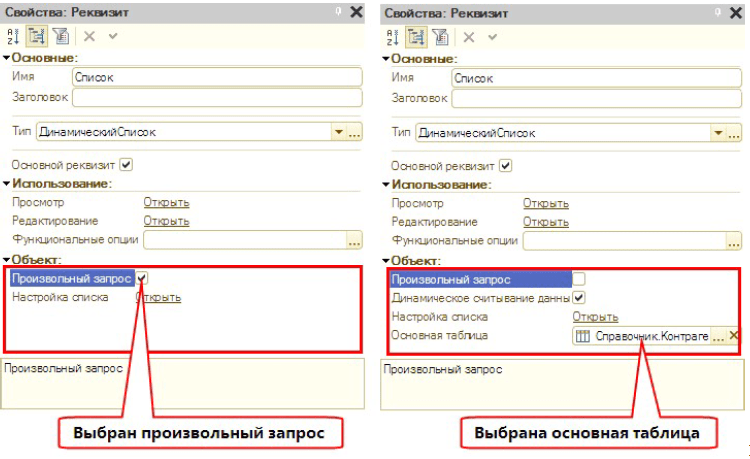 Свойства: Реквизит
Основные:
Имя Список
Заголовок
Тип ДинамическийСписок ...
Основной реквизит
Использование:
Просмотр Открыть
Редактирование Открыть
Функциональные опции ...
Объект:
Произвольный запрос
Настройка списка Открыть
Произвольный запрос
Выбран произвольный запрос
Свойства: Реквизит
Основные:
Имя Список
Заголовок
Тип ДинамическийСписок ...
Основной реквизит
Использование:
Просмотр Открыть
Редактирование Открыть
Функциональные опции ...
Объект:
Произвольный запрос
Динамическое считывание данны
Настройка списка Открыть
Основная таблица Справочник.Контраге ...
Произвольный запрос
Выбрана основная таблица